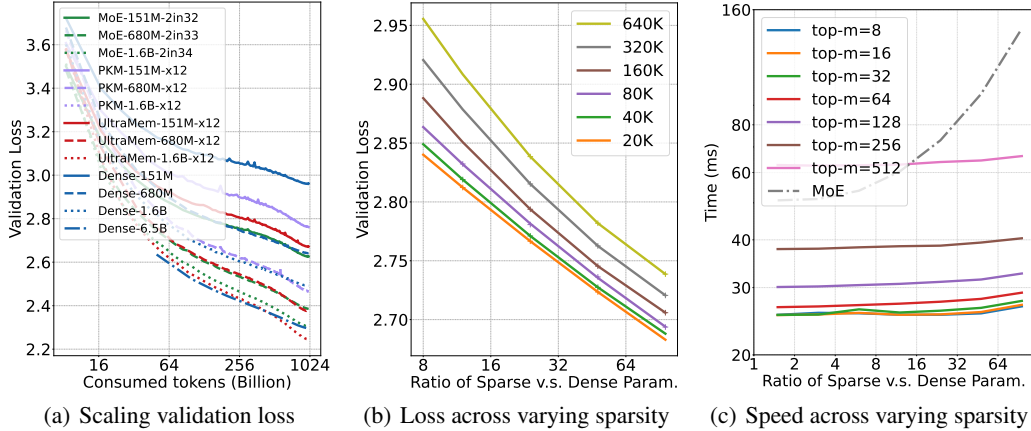 Validation Loss
3.6
3.4
3.2
3.0
2.8
2.6
2.4
2.2
MoE-151M-2in32
MoE-680M-2in33
MoE-1.6B-2in34
PKM-151M-x12
PKM-680M-x12
PKM-1.6B-x12
UltraMem-151M-x12
UltraMem-680M-x12
UltraMem-1.6B-x12
Dense-151M
Dense-680M
Dense-1.6B
Dense-6.5B
16 64 256 1024
Consumed tokens (Billion)
(a) Scaling validation loss
Validation Loss
2.95
2.90
2.85
2.80
2.75
2.70
640K
320K
160K
80K
40K
20K
8 16 32 64
Ratio of Sparse v.s. Dense Param.
(b) Loss across varying sparsity
Time (ms)
160
80
60
40
30
20
top-m=8
top-m=16
top-m=32
top-m=64
top-m=128
top-m=256
top-m=512
MoE
1 2 4 8 16 32 64
Ratio of Sparse v.s. Dense Param.
(c) Speed across varying sparsity